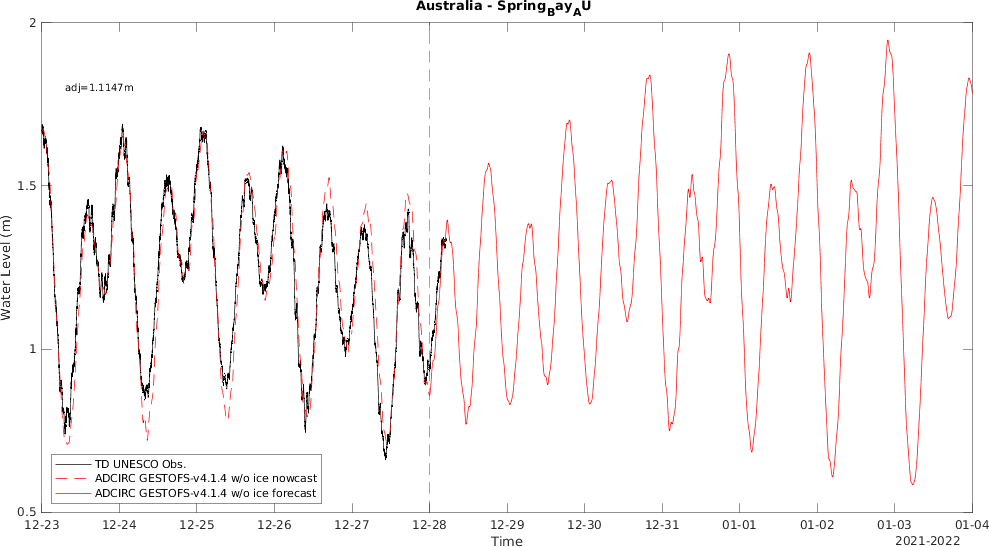 Australia - SpringBayAU
adj=1.1147m
Water Level (m)
2
1.5
1
0.5
TD UNESCO Obs.
ADCIRC GESTOFS-v4.1.4 w/o ice nowcast
ADCIRC GESTOFS-v4.1.4 w/o ice forecast
12-23 12-24 12-25 12-26 12-27 12-28 12-29 12-30 12-31 01-01 01-02 01-03 01-04
Time
2021-2022